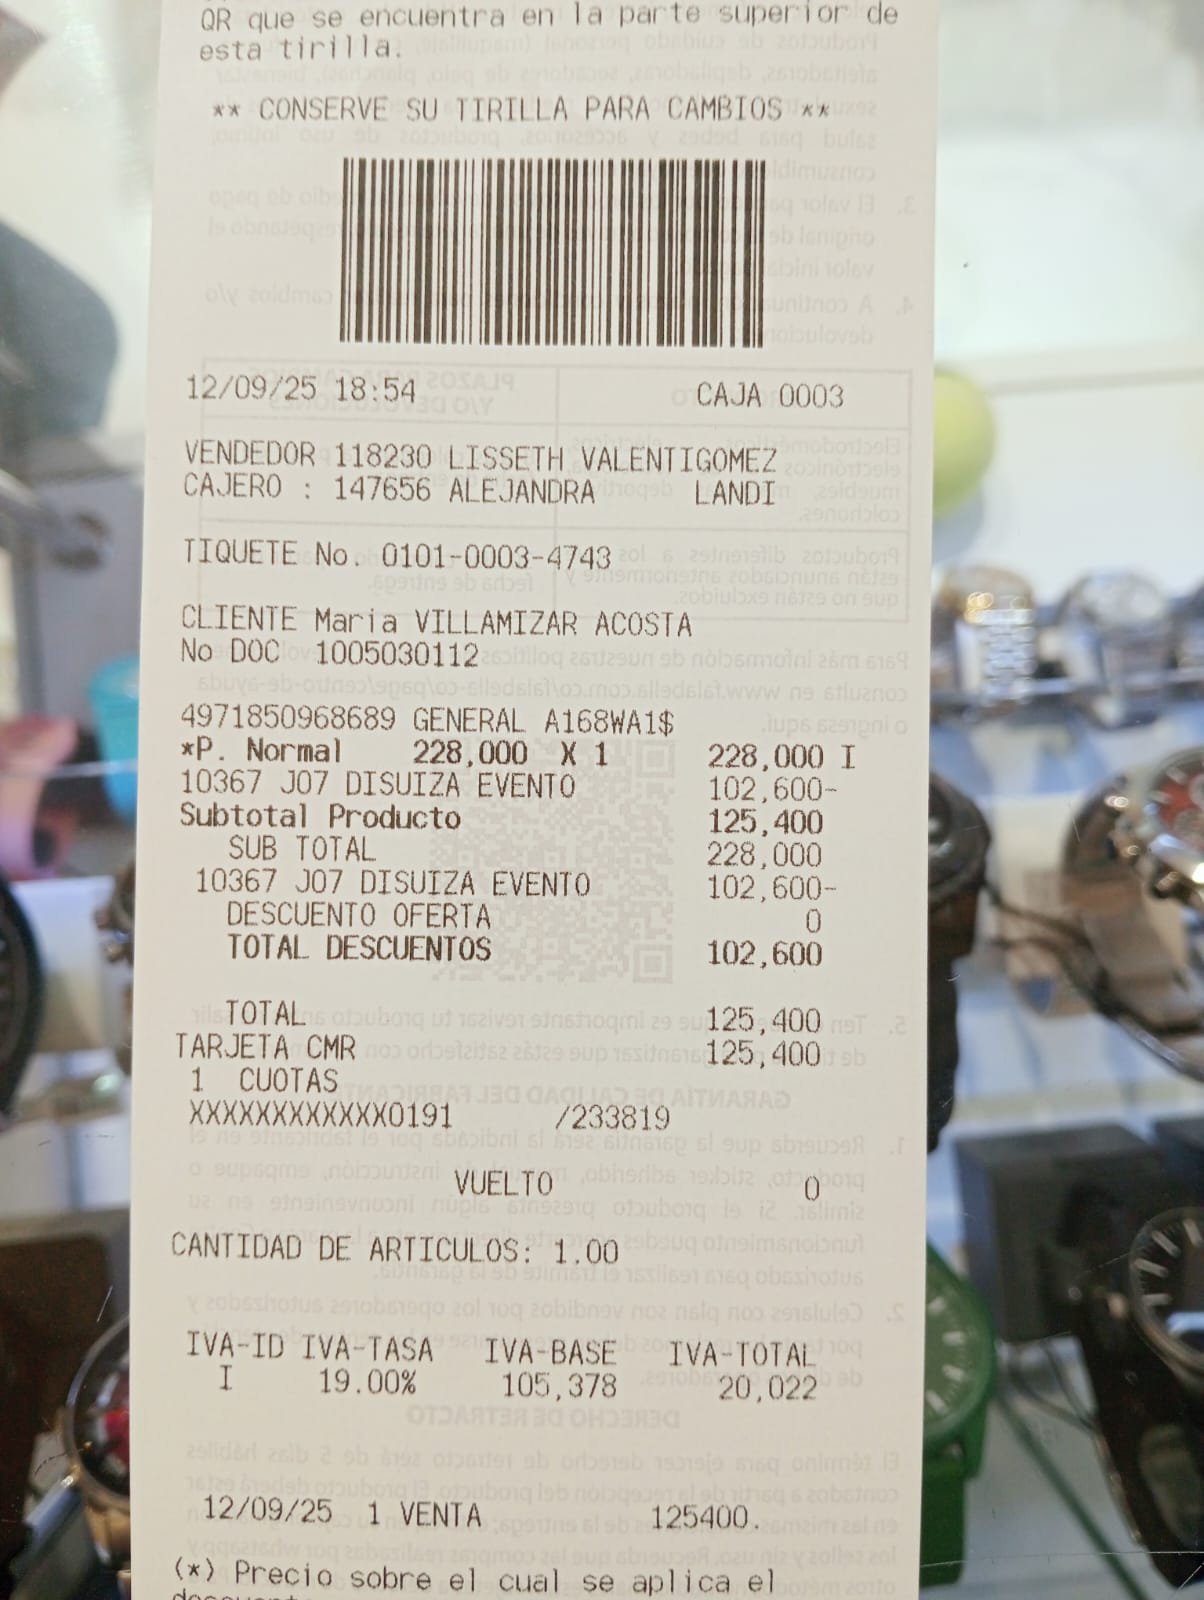 QR que se encuentra en la parte superior de
esta tirilla.
** CONSERVE SU TIRILLA PARA CAMBIOS **
12/09/25 18:54 CAJA 0003
VENDEDOR 118230 LISSETH VALENTIGOMEZ
CAJERO : 147656 ALEJANDRA LANDI
TIQUETE No. 0101-0003-4743
CLIENTE Maria VILLAMIZAR ACOSTA
No DOC 1005030112
4971850968689 GENERAL A168WA1$
*P. Normal 228,000 X 1 228,000 I
10367 J07 DISUIZA EVENTO 102,600-
Subtotal Producto 125,400
SUB TOTAL 228,000
10367 J07 DISUIZA EVENTO 102,600-
DESCUENTO OFERTA 0
TOTAL DESCUENTOS 102,600
TOTAL 125,400
TARJETA CMR 125,400
1 CUOTAS
XXXXXXXXXXXX0191 /233819
VUELTO 0
CANTIDAD DE ARTICULOS: 1.00
IVA-ID IVA-TASA IVA-BASE IVA-TOTAL
I 19.00% 105,378 20,022
12/09/25 1 VENTA 125400.
(*) Precio sobre el cual se aplica el